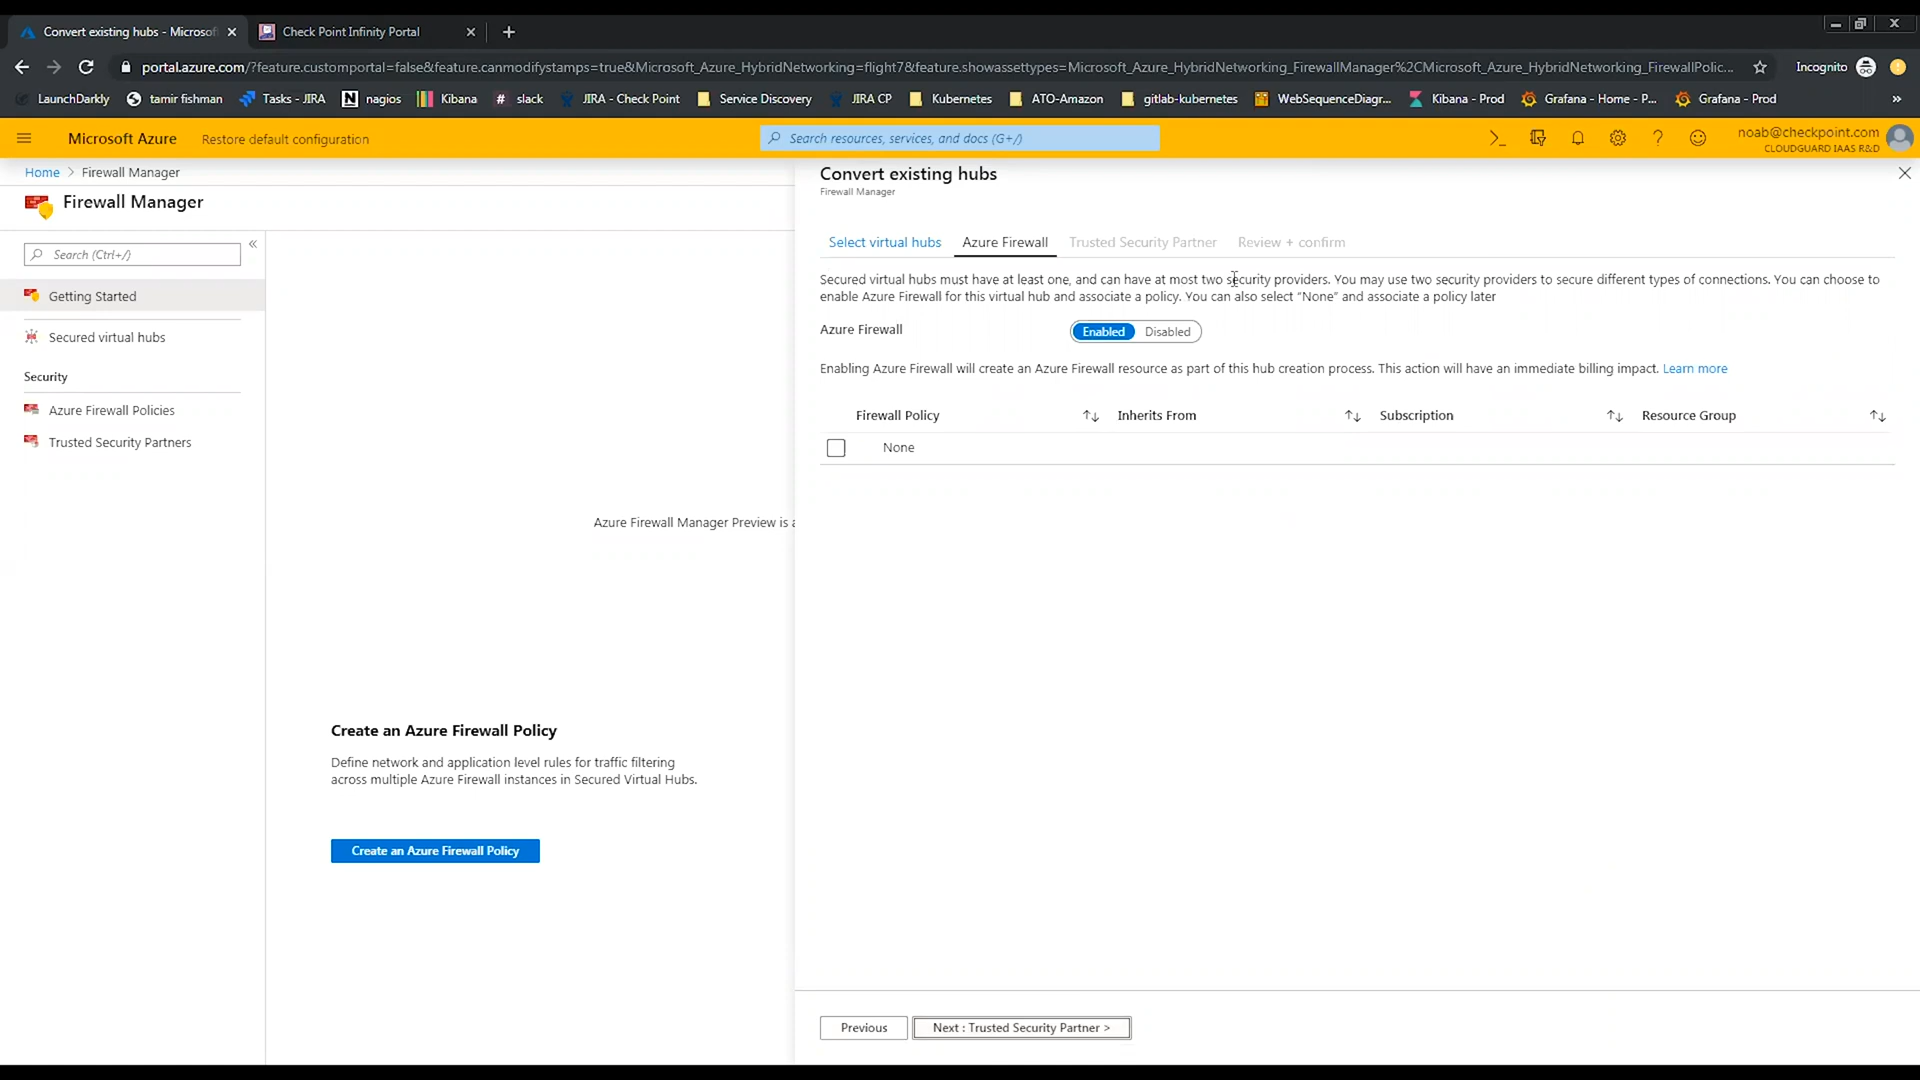 Convert existing hubs - Microsof
Check Point Infinity Portal
portal.azure.com/?feature.customportal=false&feature.canmodifystamps=true&Microsoft_Azure_HybridNetworking=flight7&feature.showassettypes=Microsoft_Azure_HybridNetworking_FirewallManager%2CMicrosoft_Azure_HybridNetworking_FirewallPolic...
Incognito
LaunchDarkly
tamir fishman
Tasks - JIRA
nagios
Kibana
slack
JIRA - Check Point
Service Discovery
JIRA CP
Kubernetes
ATO-Amazon
gitlab-kubernetes
WebSequenceDiagr...
Kibana - Prod
Grafana - Home - P...
Grafana - Prod
»
Microsoft Azure
Restore default configuration
Search resources, services, and docs (G+/)
noab@checkpoint.com
CLOUDGUARD IAAS R&D
Home > Firewall Manager
Firewall Manager
Search (Ctrl+/)
«
Getting Started
Secured virtual hubs
Security
Azure Firewall Policies
Trusted Security Partners
Azure Firewall Manager Preview is a
Create an Azure Firewall Policy
Define network and application level rules for traffic filtering
across multiple Azure Firewall instances in Secured Virtual Hubs.
Create an Azure Firewall Policy
Convert existing hubs
Firewall Manager
Select virtual hubs
Azure Firewall
Trusted Security Partner
Review + confirm
Secured virtual hubs must have at least one, and can have at most two security providers. You may use two security providers to secure different types of connections. You can choose to
enable Azure Firewall for this virtual hub and associate a policy. You can also select "None" and associate a policy later
Azure Firewall
Enabled
Disabled
Enabling Azure Firewall will create an Azure Firewall resource as part of this hub creation process. This action will have an immediate billing impact. Learn more
Firewall Policy
Inherits From
Subscription
Resource Group
None
Previous
Next : Trusted Security Partner >